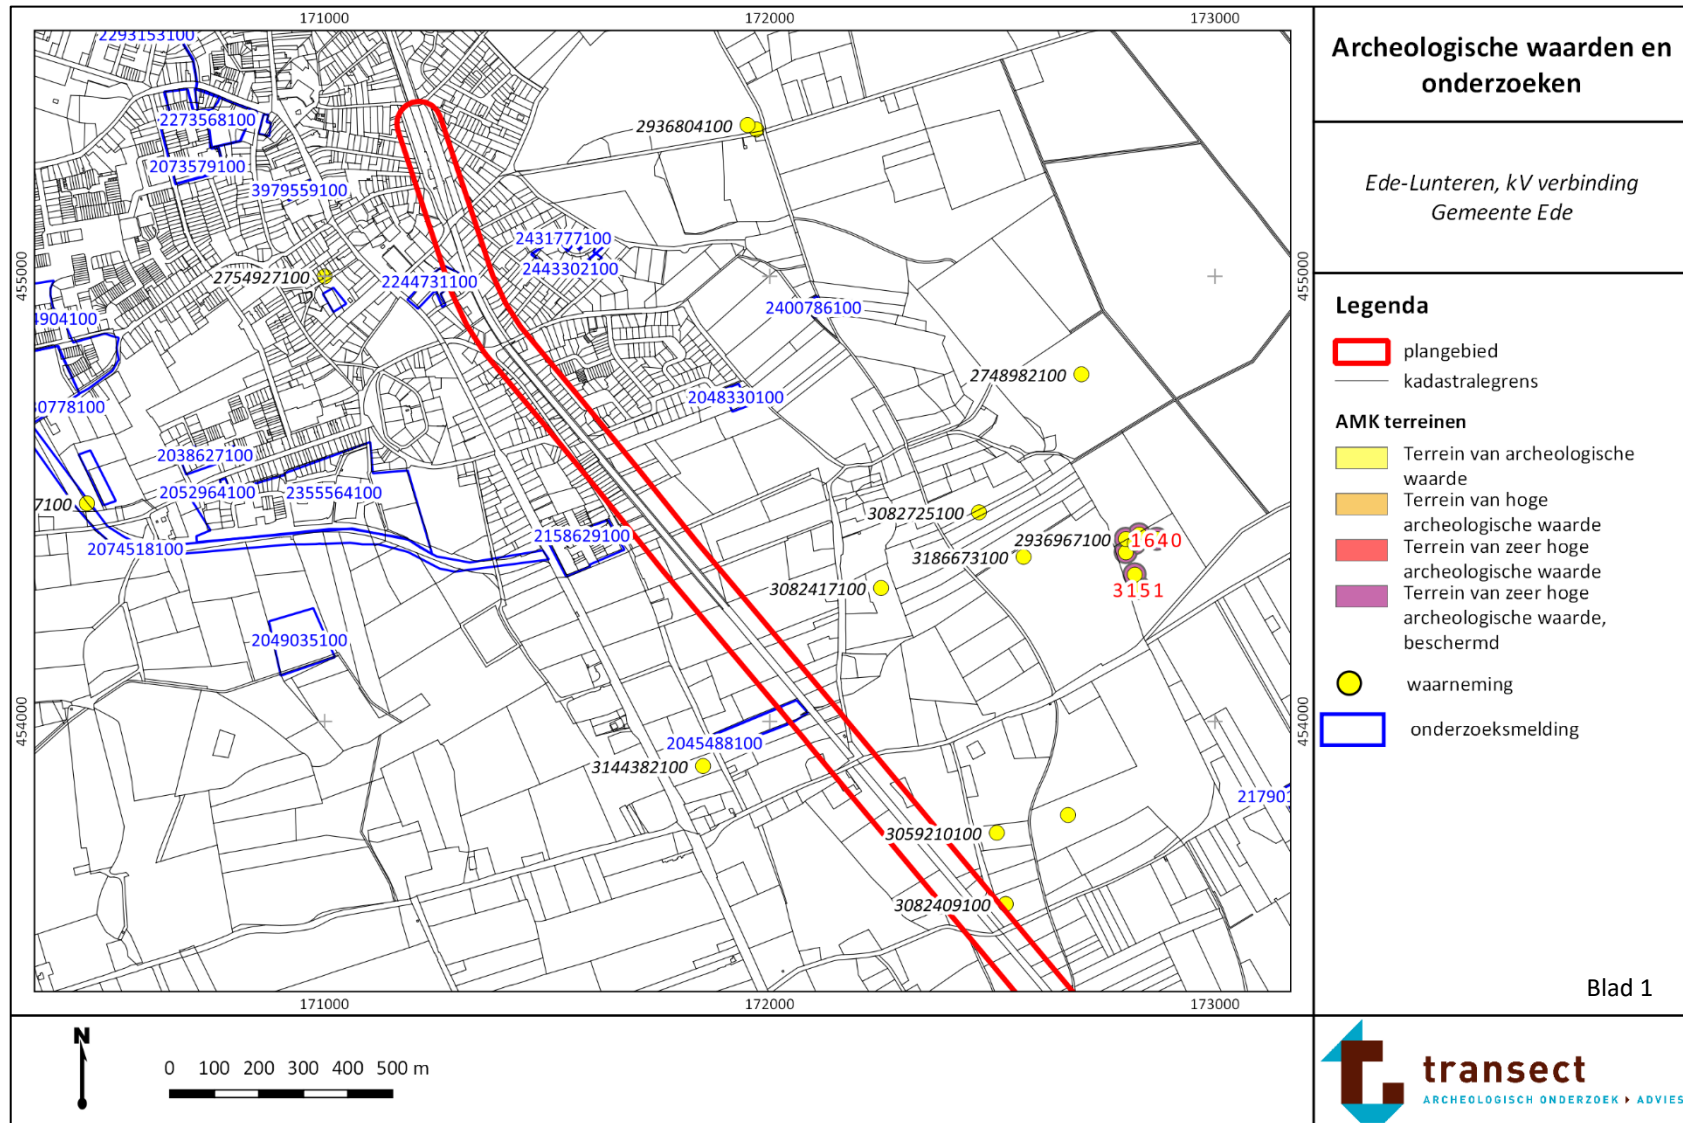 171000
172000
173000
2293153100
2273568100
2936804100
2073579100
3979559100
2431777100
2754927100
2244731100
2443302100
455000
455000
2400786100
4904100
2748982100
30778100
2048330100
2038627100
2052964100
2355564100
7100
3082725100
2074518100
2158629100
2936967100
1640
3186673100
3082417100
3151
2049035100
454000
454000
2045488100
3144382100
21790
3059210100
3082409100
171000
172000
173000
Archeologische waarden en
onderzoeken
Ede-Lunteren, kV verbinding
Gemeente Ede
Legenda
plangebied
kadastralegrens
AMK terreinen
Terrein van archeologische
waarde
Terrein van hoge
archeologische waarde
Terrein van zeer hoge
archeologische waarde
Terrein van zeer hoge
archeologische waarde,
beschermd
waarneming
onderzoeksmelding
Blad 1
N
0 100 200 300 400 500 m
transect
ARCHEOLOGISCH ONDERZOEK ▸ ADVIES